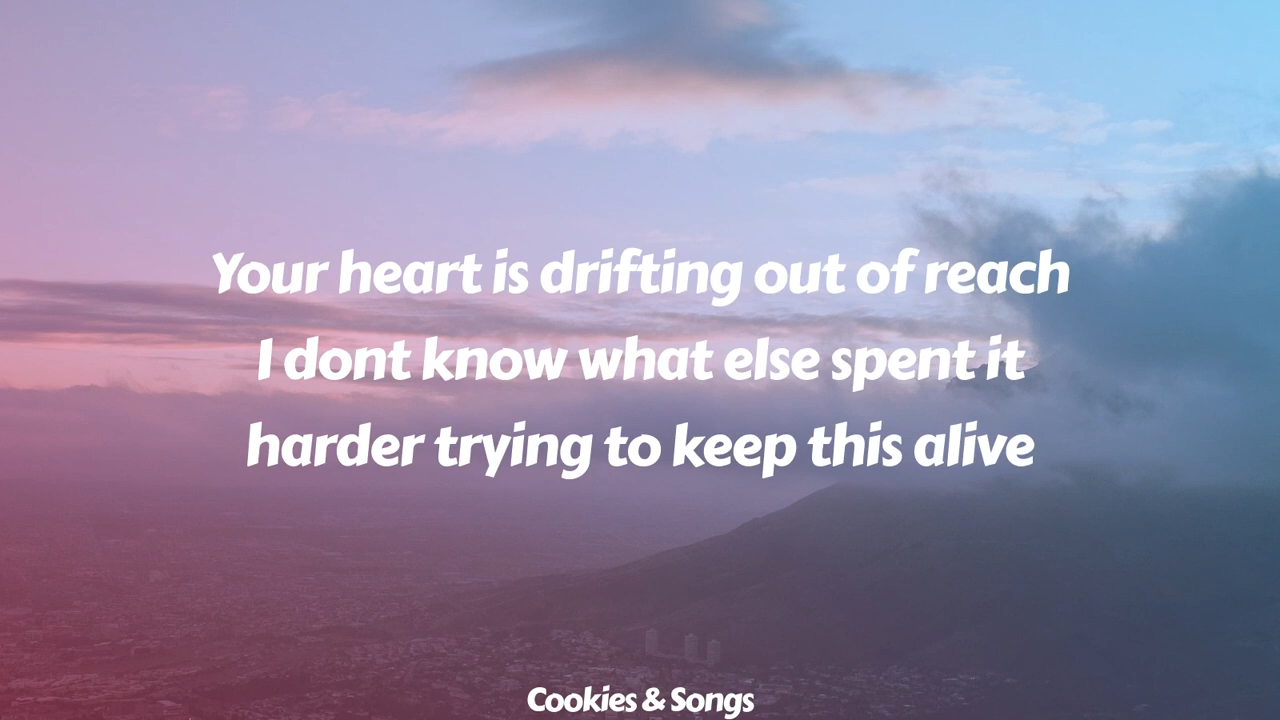 Your heart is drifting out of reach
I dont know what else spent it
harder trying to keep this alive
Cookies & Songs